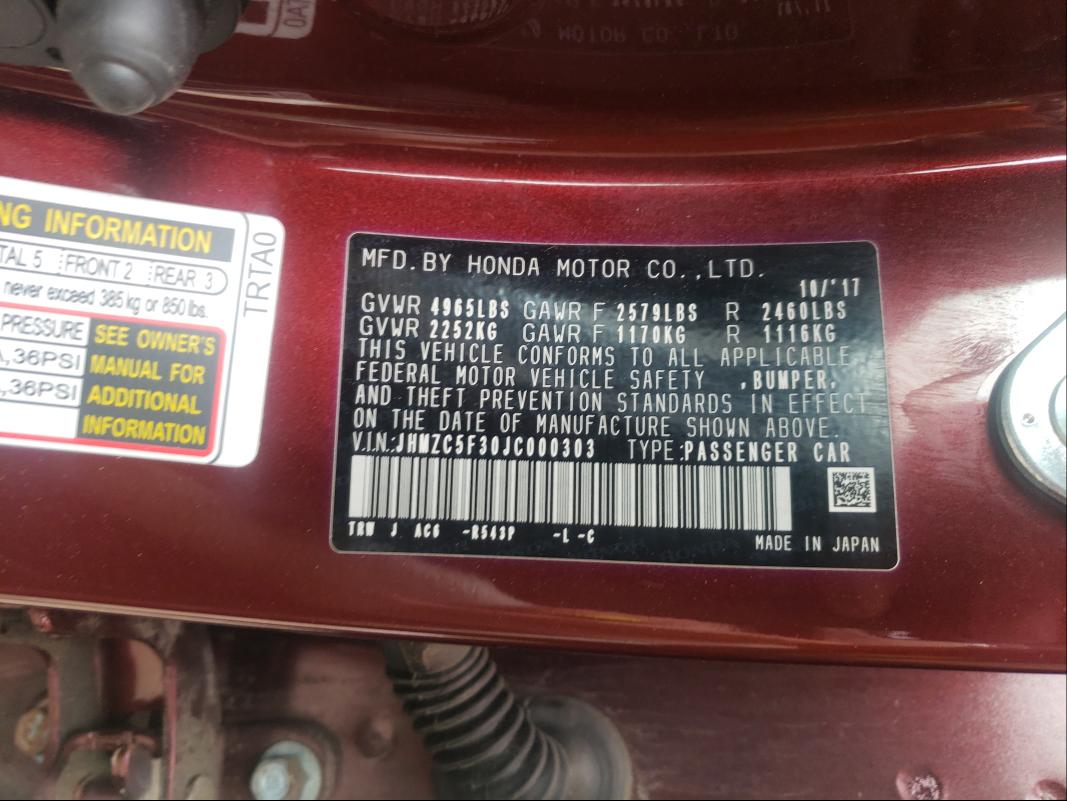 NG INFORMATION
TAL 5 FRONT 2 REAR 3
never exceed 385 kg or 850 lbs.
PRESSURE SEE OWNER'S
,36PSI MANUAL FOR
,36PSI ADDITIONAL
INFORMATION
TRTA0
MFD.BY HONDA MOTOR CO.,LTD.
10/'17
GVWR 4965LBS GAWR F 2579LBS R 2460LBS
GVWR 2252KG GAWR F 1170KG R 1116KG
THIS VEHICLE CONFORMS TO ALL APPLICABLE
FEDERAL MOTOR VEHICLE SAFETY ,BUMPER,
AND THEFT PREVENTION STANDARDS IN EFFECT
ON THE DATE OF MANUFACTURE SHOWN ABOVE.
V.I.N.:JHMZC5F30JC000303 TYPE:PASSENGER CAR
TRW J AC6 -R543P -L -C
MADE IN JAPAN